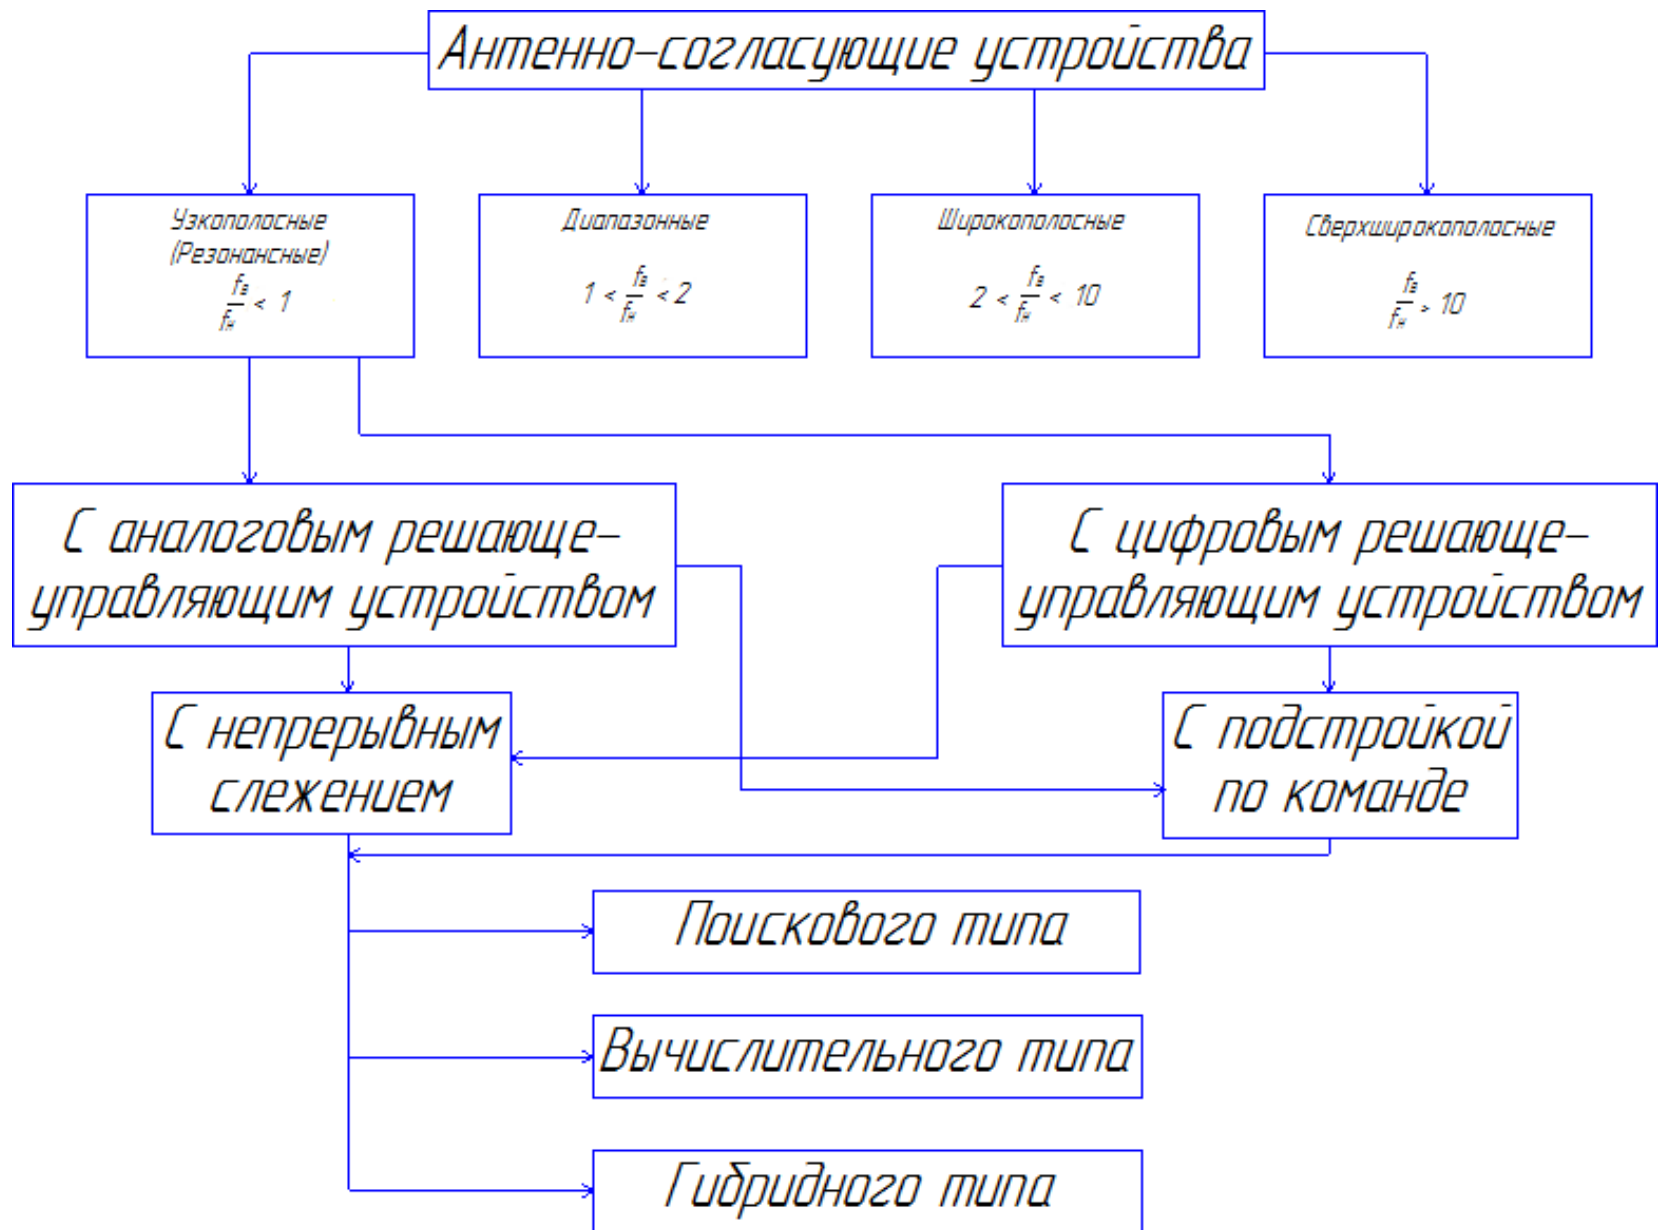 Антенно-согласующие устройства
Узкополосные
(Резонансные)
fв/fн < 1
Диапазонные
1 < fв/fн < 2
Широкополосные
2 < fв/fн < 10
Сверхширокополосные
fв/fн > 10
С аналоговым решающе-
управляющим устройством
С цифровым решающе-
управляющим устройством
С непрерывным
слежением
С подстройкой
по команде
Поискового типа
Вычислительного типа
Гибридного типа